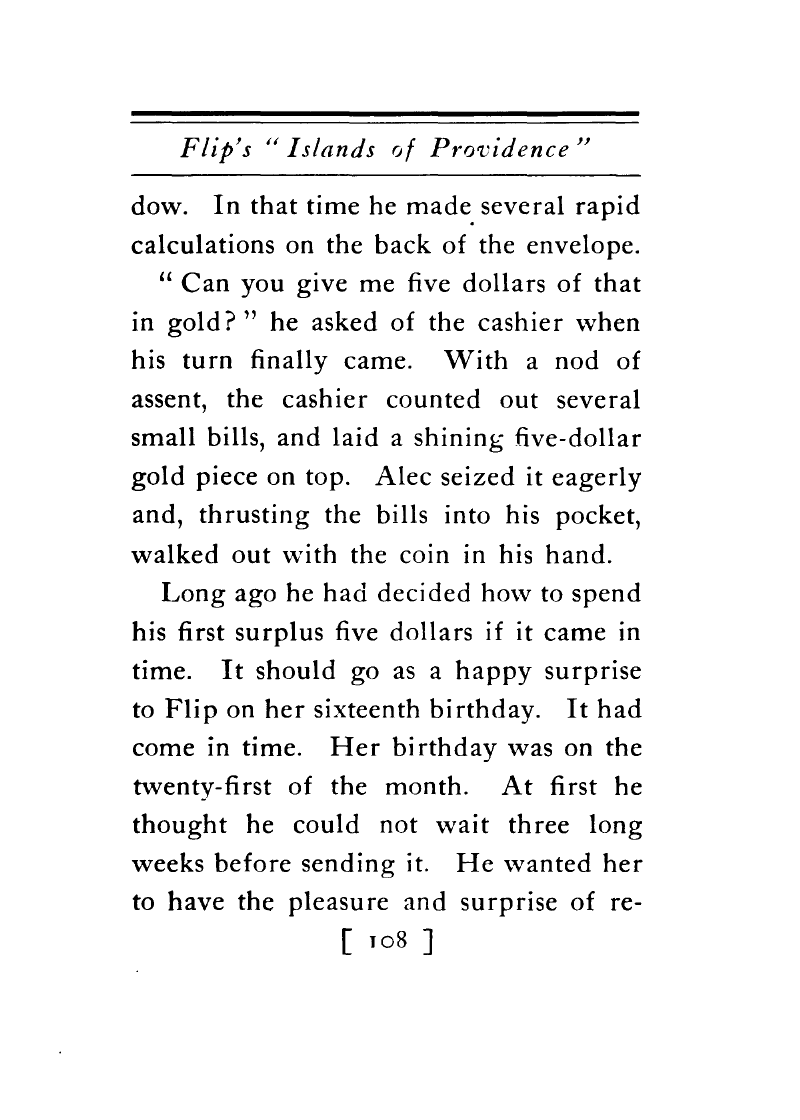 Flip's “Islands of Providence”
dow. In that time he made several rapid
calculations on the back of the envelope.
“Can you give me five dollars of that
in gold?” he asked of the cashier when
his turn finally came. With a nod of
assent, the cashier counted out several
small bills, and laid a shining five-dollar
gold piece on top. Alec seized it eagerly
and, thrusting the bills into his pocket,
walked out with the coin in his hand.
Long ago he had decided how to spend
his first surplus five dollars if it came in
time. It should go as a happy surprise
to Flip on her sixteenth birthday. It had
come in time. Her birthday was on the
twenty-first of the month. At first he
thought he could not wait three long
weeks before sending it. He wanted her
to have the pleasure and surprise of re-
[ 108 ]